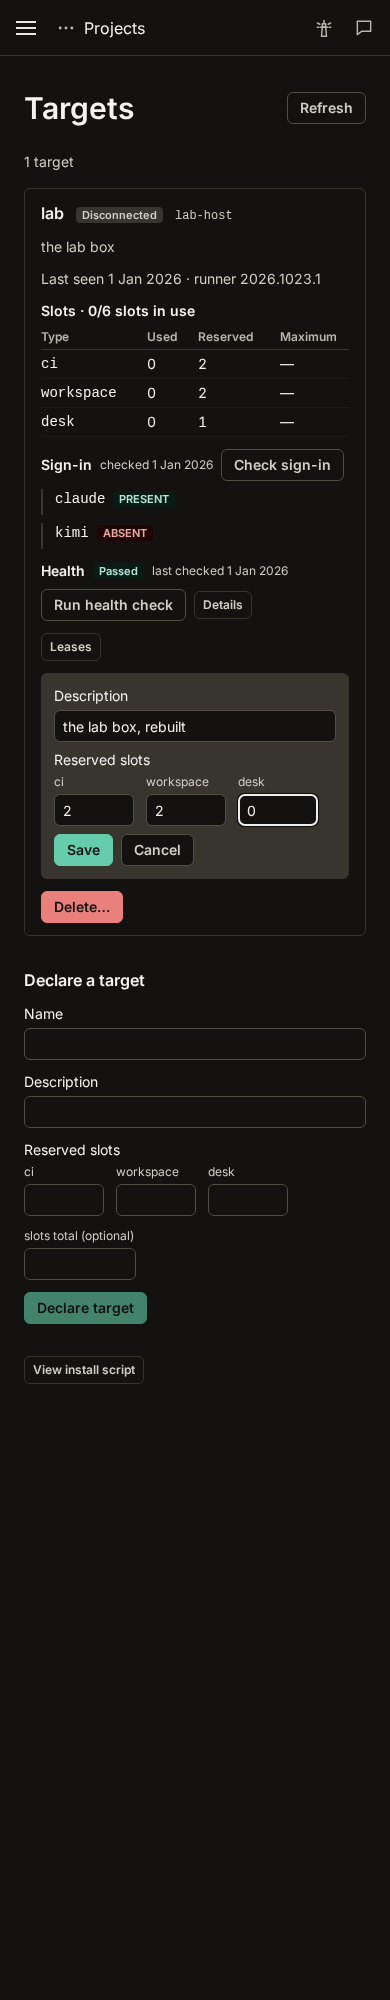 Projects
Targets
Refresh
1 target
lab Disconnected lab-host
the lab box
Last seen 1 Jan 2026 · runner 2026.1023.1
Slots · 0/6 slots in use
Type Used Reserved Maximum
ci 0 2 —
workspace 0 2 —
desk 0 1 —
Sign-in checked 1 Jan 2026 Check sign-in
claude PRESENT
kimi ABSENT
Health Passed last checked 1 Jan 2026
Run health check Details
Leases
Description
the lab box, rebuilt
Reserved slots
ci workspace desk
2 2 0
Save Cancel
Delete...
Declare a target
Name
Description
Reserved slots
ci workspace desk
slots total (optional)
Declare target
View install script